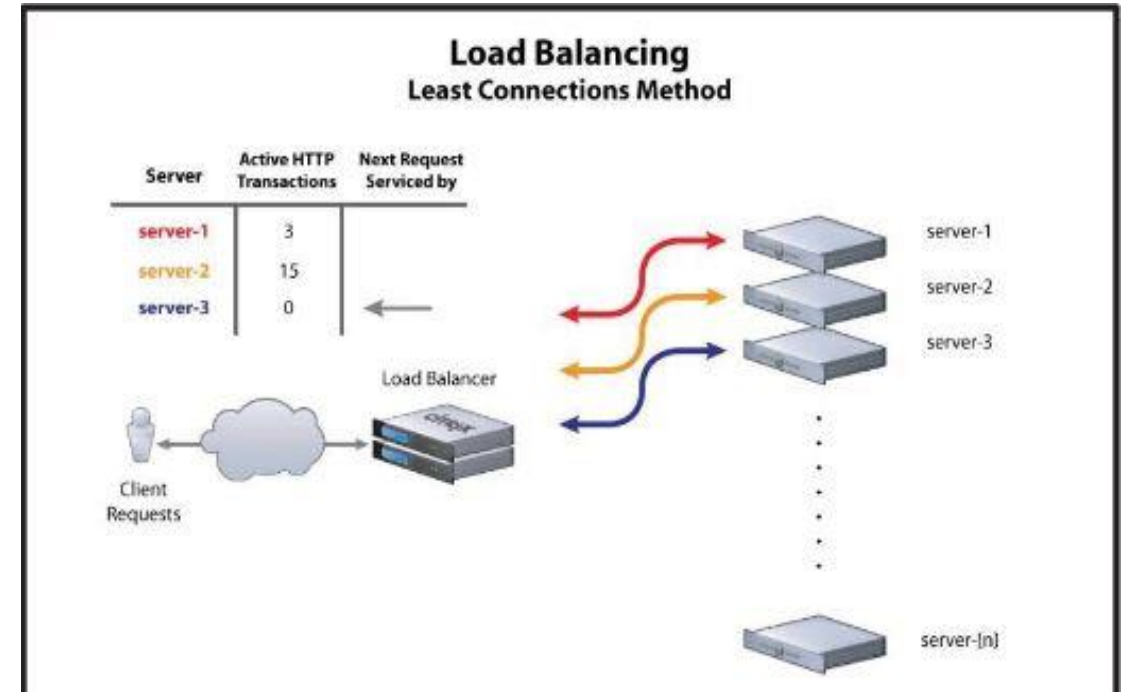 Load Balancing
Least Connections Method
Server
Active HTTP
Transactions
Next Request
Serviced by
server-1 3
server-2 15
server-3 0
server-1
server-2
server-3
Load Balancer
citrix
Client
Requests
server-[n]